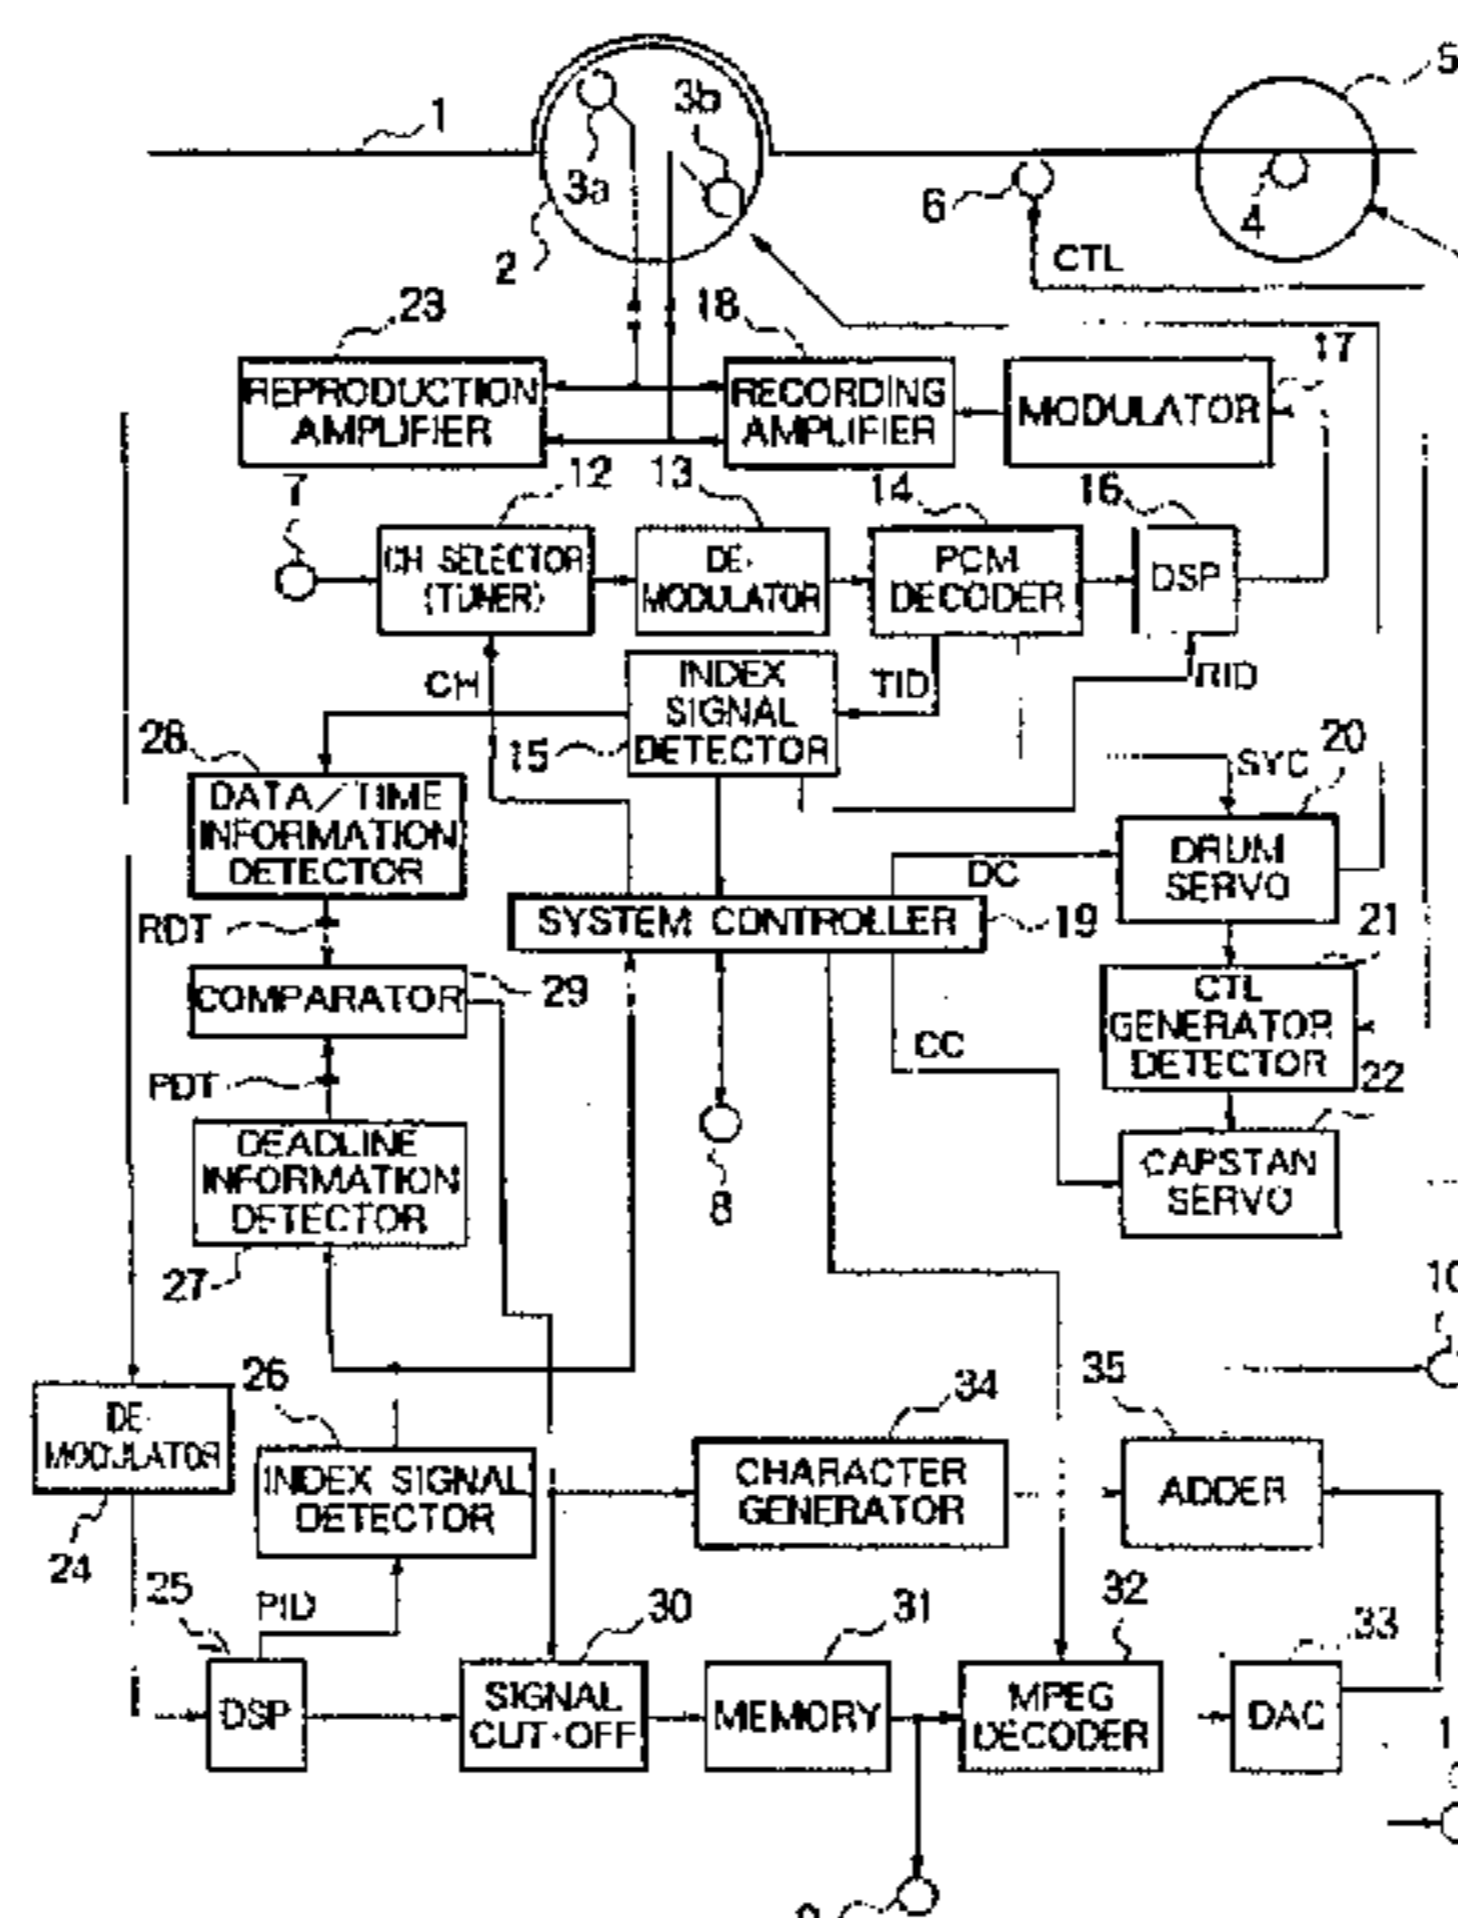 1
5
3b
3a
6
4
2
CTL
23
18
17
REPRODUCTION
AMPLIFIER
RECORDING
AMPLIFIER
MODULATOR
7
12
13
14
16
CH SELECTOR
(TUNER)
DE-
MODULATOR
PCM
DECODER
DSP
CH
INDEX
SIGNAL
DETECTOR
TID
RID
15
28
SYC
20
DATA/TIME
INFORMATION
DETECTOR
DRUM
SERVO
DC
RDT
SYSTEM CONTROLLER
19
21
COMPARATOR
29
CTL
GENERATOR
DETECTOR
CC
PDT
22
DEADLINE
INFORMATION
DETECTOR
CAPSTAN
SERVO
8
27
10
26
34
35
DE-
MODULATOR
INDEX SIGNAL
DETECTOR
CHARACTER
GENERATOR
ADDER
24
25
PID
30
31
32
33
DSP
SIGNAL
CUT-OFF
MEMORY
MPEG
DECODER
DAC
1